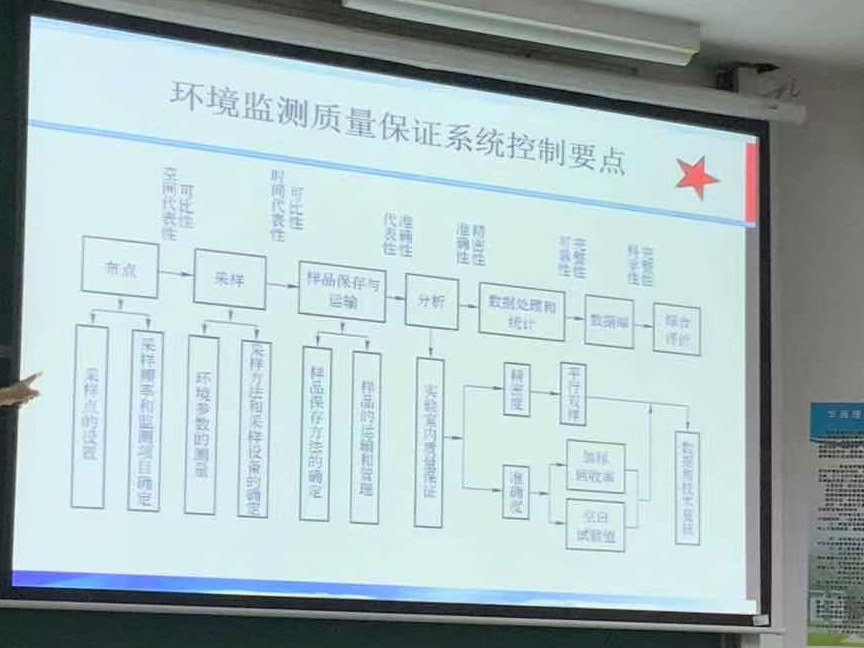 环境监测质量保证系统控制要点
空间代表性
可比性
时间代表性
可比性
代表性
准确性
准确性
精密性
可靠性
完整性
科学性
完整性
布点
采样
样品保存与
运输
分析
数据处理和
统计
数据
综合
评价
采样点的设置
采样频率和监测项目确定
环境参数的测量
采样方法和采样设备的确定
样品保存方法的确定
样品的运输和管理
实验室内质量保证
精密度
平行双样
准确度
加标
回收率
空白
试验值